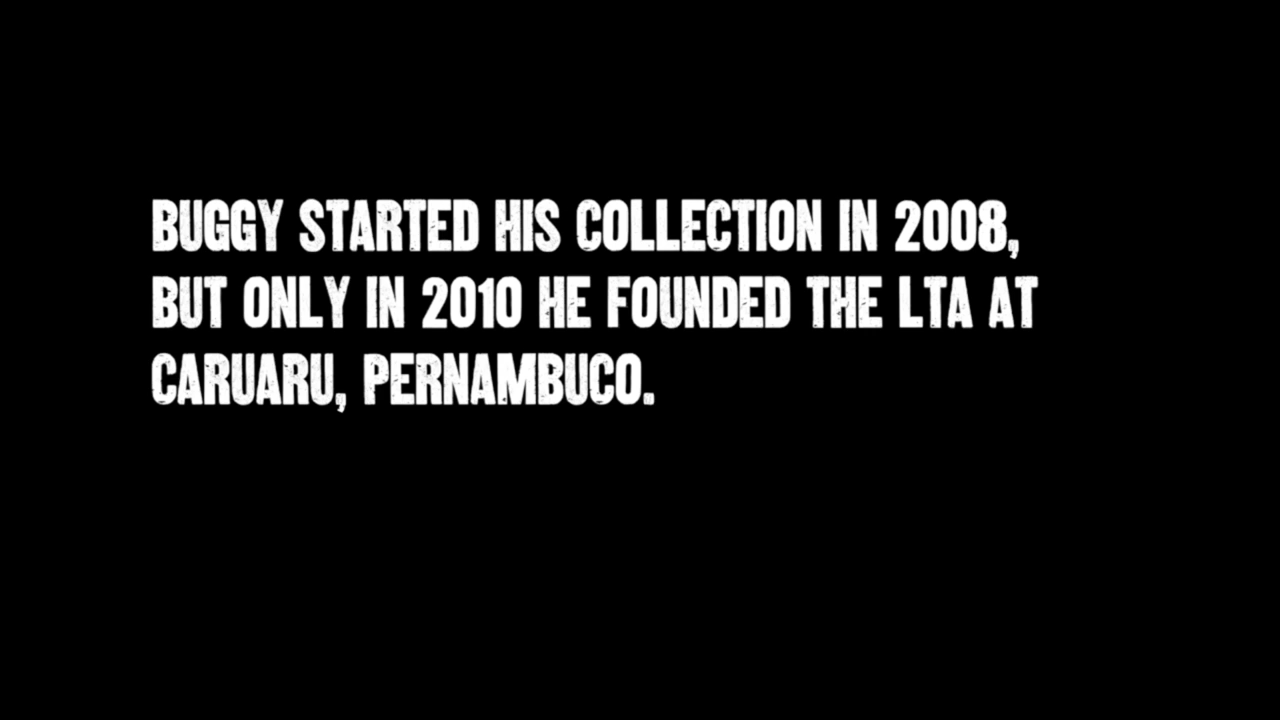 BUGGY STARTED HIS COLLECTION IN 2008,
BUT ONLY IN 2010 HE FOUNDED THE LTA AT
CARUARU, PERNAMBUCO.